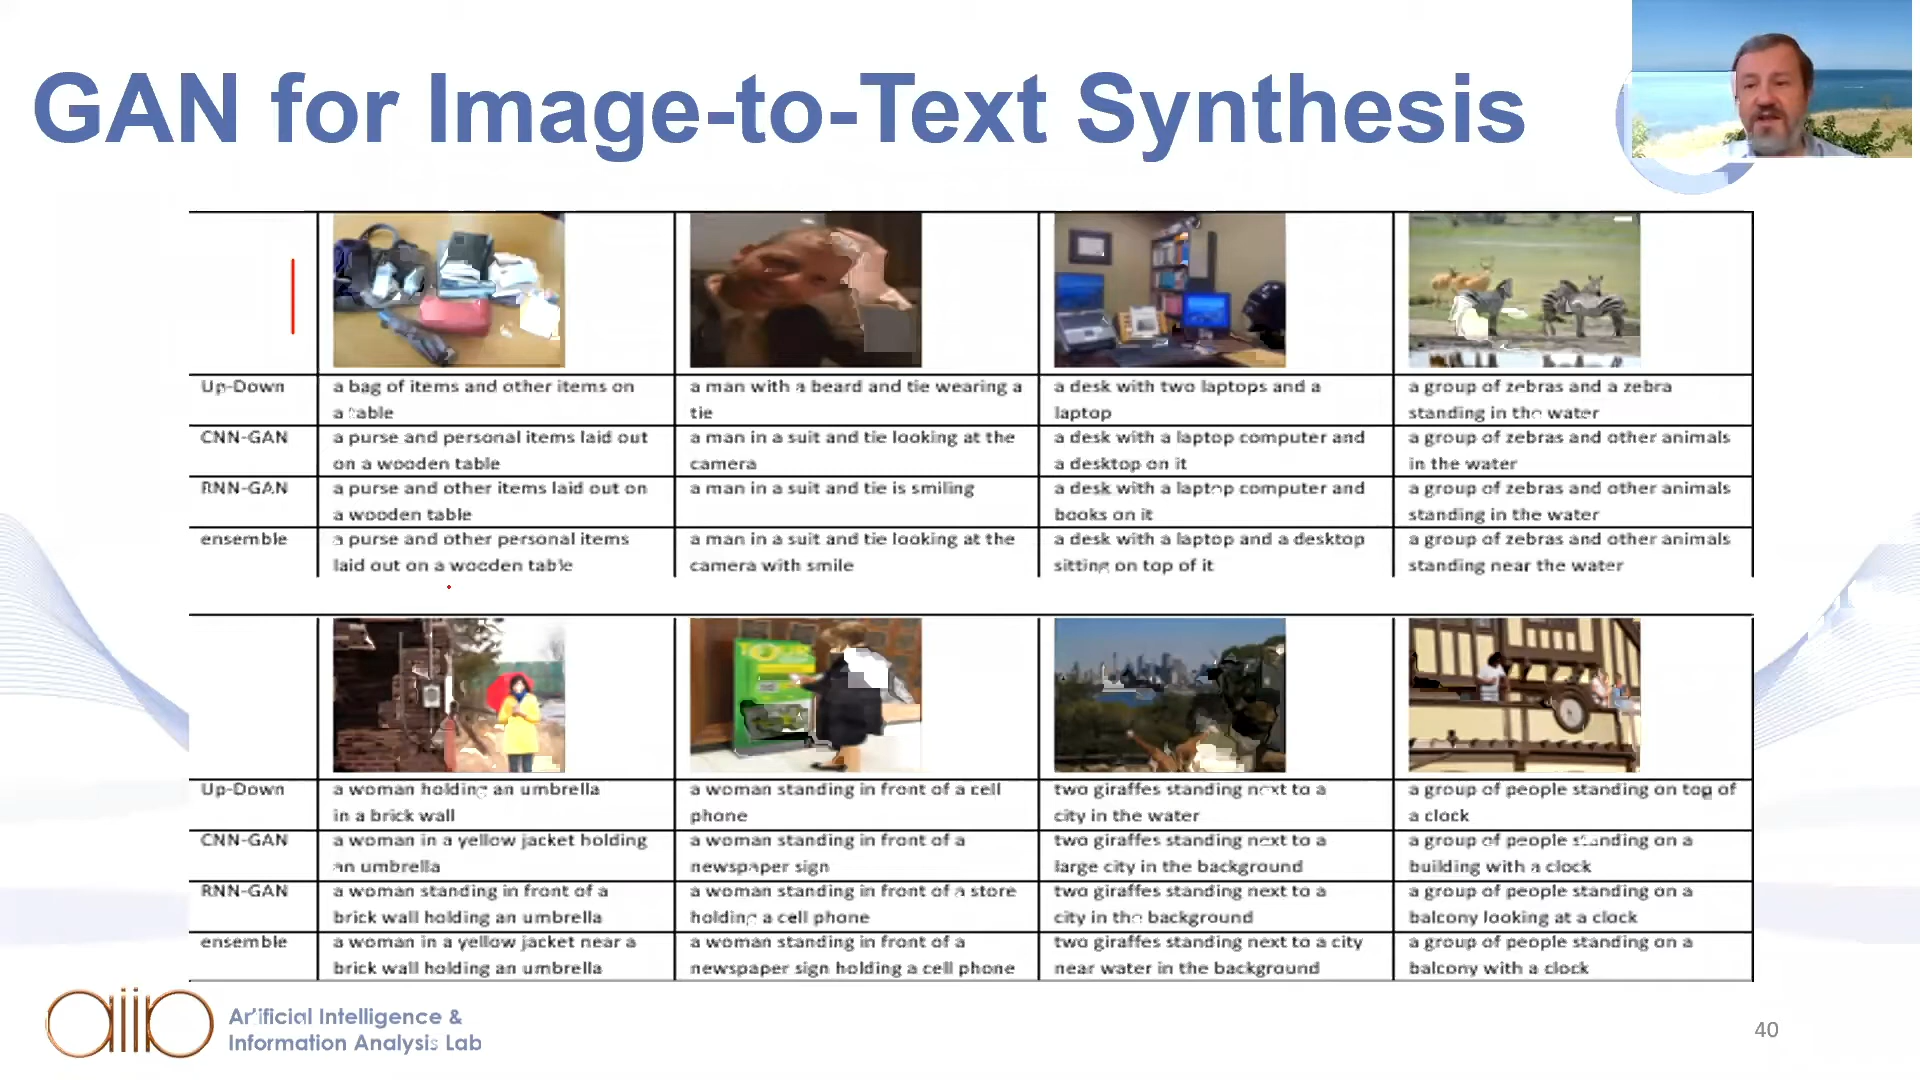 GAN for Image-to-Text Synthesis
Up-Down
a bag of items and other items on
a table
a man with a beard and tie wearing a
tie
a desk with two laptops and a
laptop
a group of zebras and a zebra
standing in the water
CNN-GAN
a purse and personal items laid out
on a wooden table
a man in a suit and tie looking at the
camera
a desk with a laptop computer and
a desktop on it
a group of zebras and other animals
in the water
RNN-GAN
a purse and other items laid out on
a wooden table
a man in a suit and tie is smiling
a desk with a laptop computer and
books on it
a group of zebras and other animals
standing in the water
ensemble
a purse and other personal items
laid out on a wooden table
a man in a suit and tie looking at the
camera with smile
a desk with a laptop and a desktop
sitting on top of it
a group of zebras and other animals
standing near the water
Up-Down
a woman holding an umbrella
in a brick wall
a woman standing in front of a cell
phone
two giraffes standing next to a
city in the water
a group of people standing on top of
a clock
CNN-GAN
a woman in a yellow jacket holding
an umbrella
a woman standing in front of a
newspaper sign
two giraffes standing next to a
large city in the background
a group of people standing on a
building with a clock
RNN-GAN
a woman standing in front of a
brick wall holding an umbrella
a woman standing in front of a store
holding a cell phone
two giraffes standing next to a
city in the background
a group of people standing on a
balcony looking at a clock
ensemble
a woman in a yellow jacket near a
brick wall holding an umbrella
a woman standing in front of a
newspaper sign holding a cell phone
two giraffes standing next to a city
near water in the background
a group of people standing on a
balcony with a clock
aiia
Artificial Intelligence &
Information Analysis Lab
40